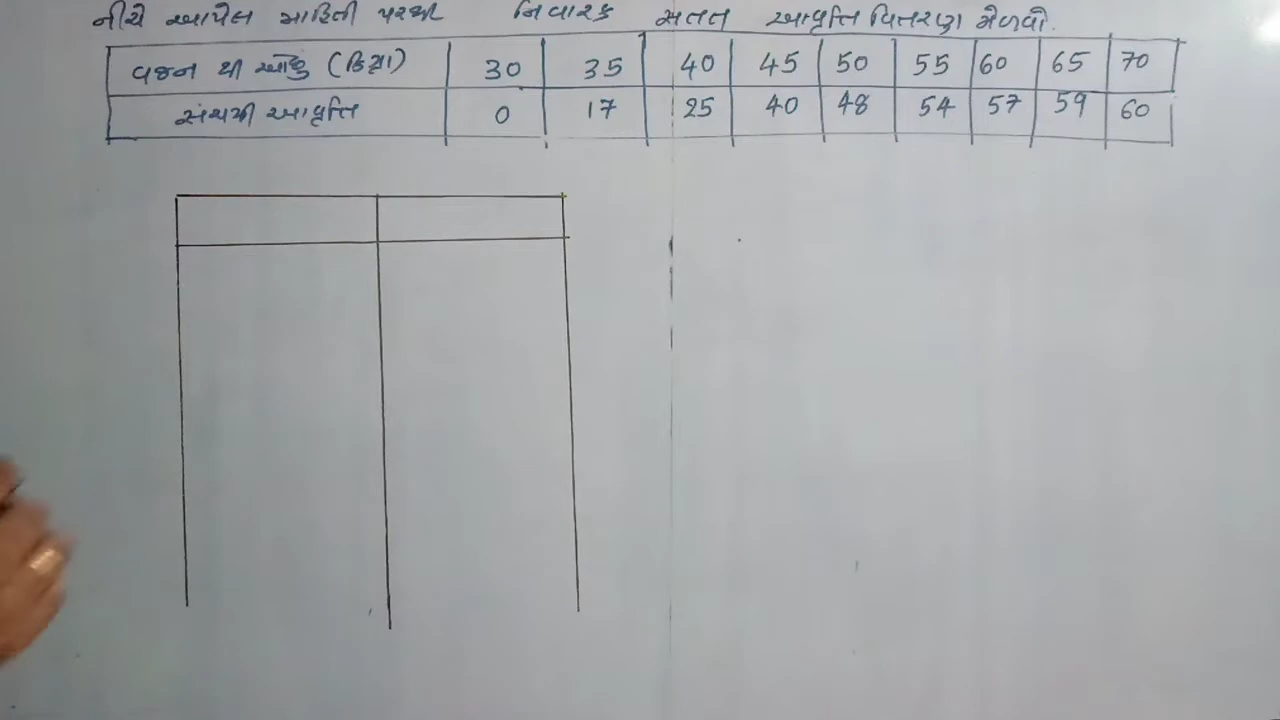 નીચે આપેલ માહિતી પરથી નિવારક સતત આવૃત્તિ વિતરણ મેળવો.
વજન થી ઓછુ (કિગ્રા) 30 35 40 45 50 55 60 65 70
સંચયી આવૃત્તિ 0 17 25 40 48 54 57 59 60